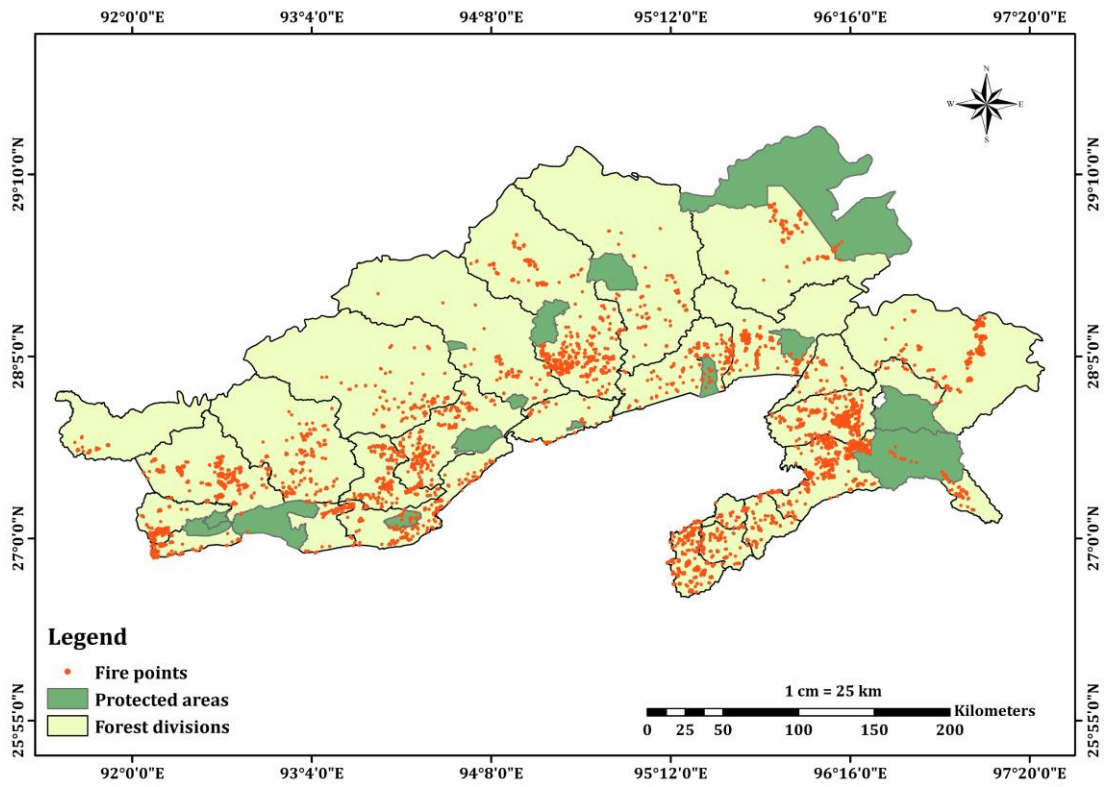 92°0'0"E 93°4'0"E 94°8'0"E 95°12'0"E 96°16'0"E 97°20'0"E
N
W E
S
29°10'0"N 29°10'0"N
28°5'0"N 28°5'0"N
27°0'0"N 27°0'0"N
25°55'0"N 25°55'0"N
Legend
Fire points
Protected areas
Forest divisions
1 cm = 25 km
Kilometers
0 25 50 100 150 200
92°0'0"E 93°4'0"E 94°8'0"E 95°12'0"E 96°16'0"E 97°20'0"E